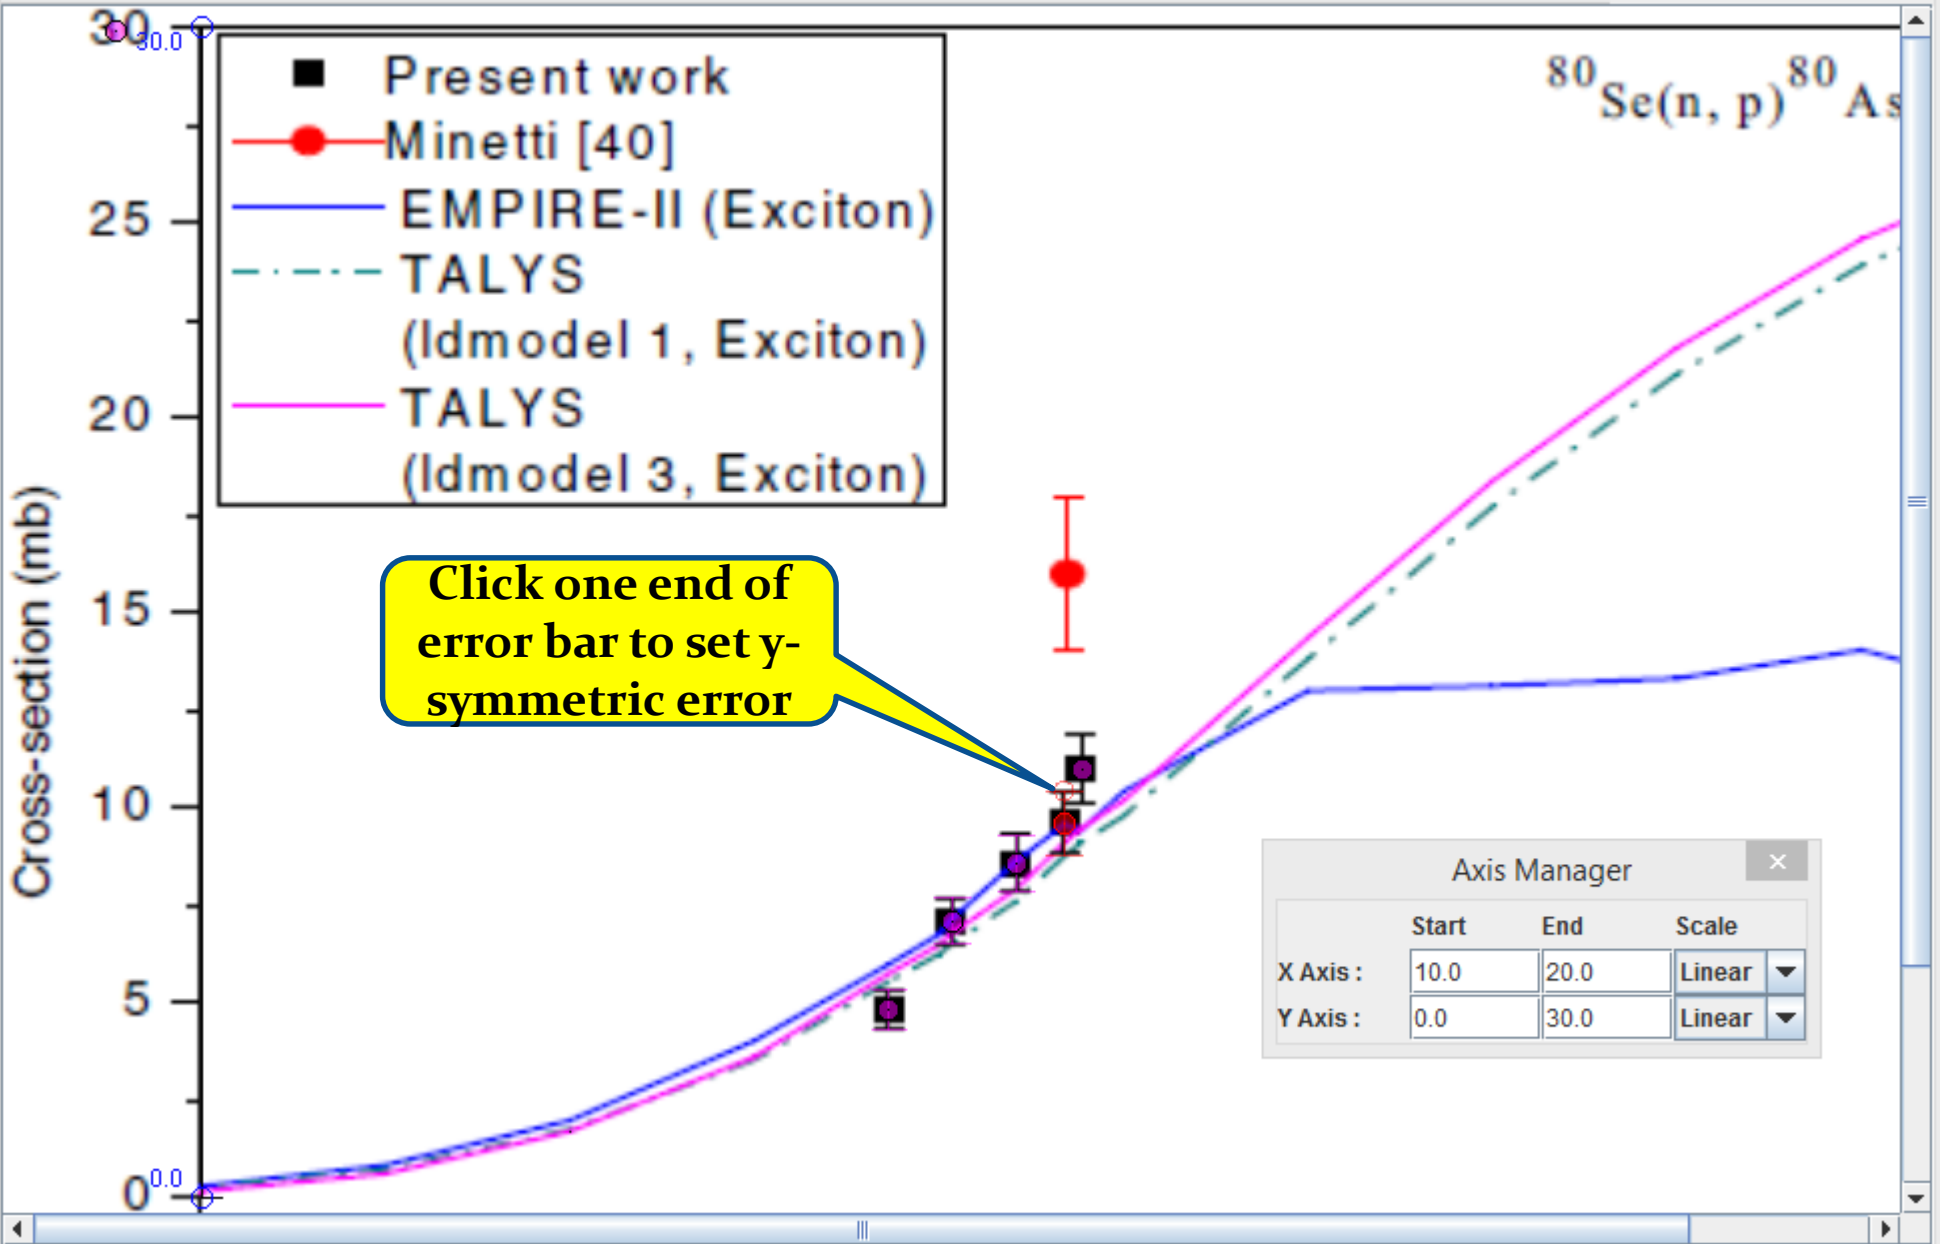 30
30.0
Present work
Minetti [40]
EMPIRE-II (Exciton)
TALYS
(ldmodel 1, Exciton)
TALYS
(ldmodel 3, Exciton)
80Se(n, p)80As
25
20
15
10
5
0
0.0
Cross-section (mb)
Click one end of
error bar to set y-
symmetric error
Axis Manager
Start End Scale
X Axis : 10.0 20.0 Linear
Y Axis : 0.0 30.0 Linear